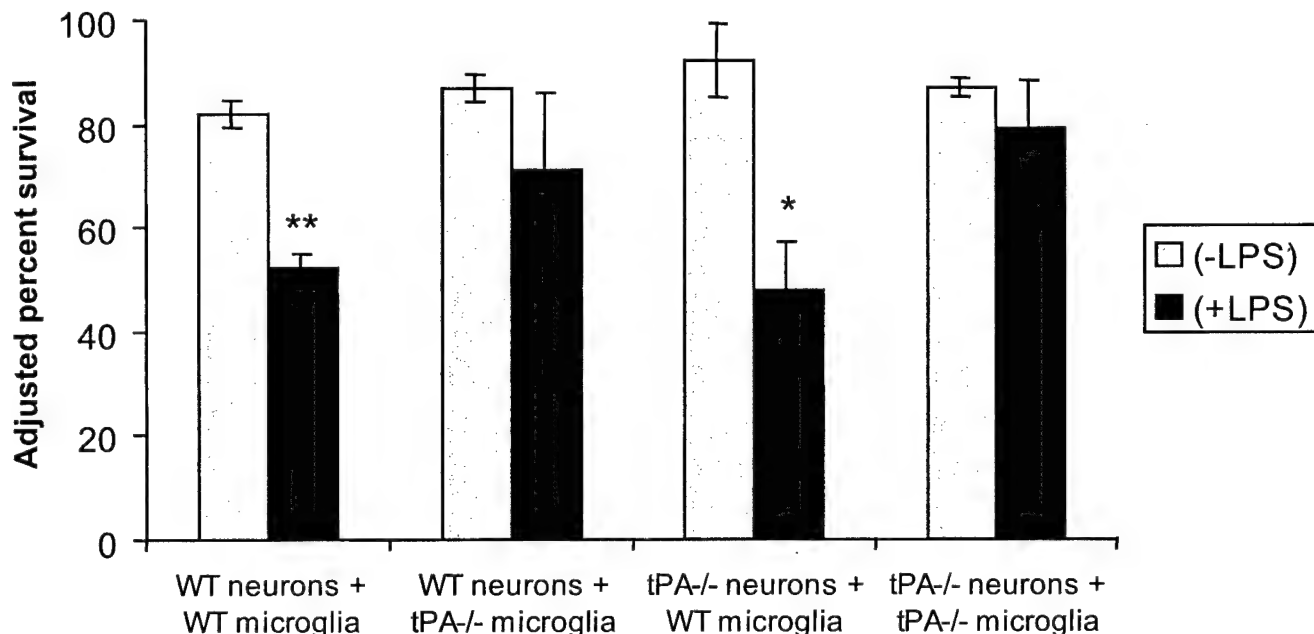 Adjusted percent survival
100
80
60
40
20
0
**
*
(-LPS)
(+LPS)
WT neurons +
WT microglia
WT neurons +
tPA-/- microglia
tPA-/- neurons +
WT microglia
tPA-/- neurons +
tPA-/- microglia